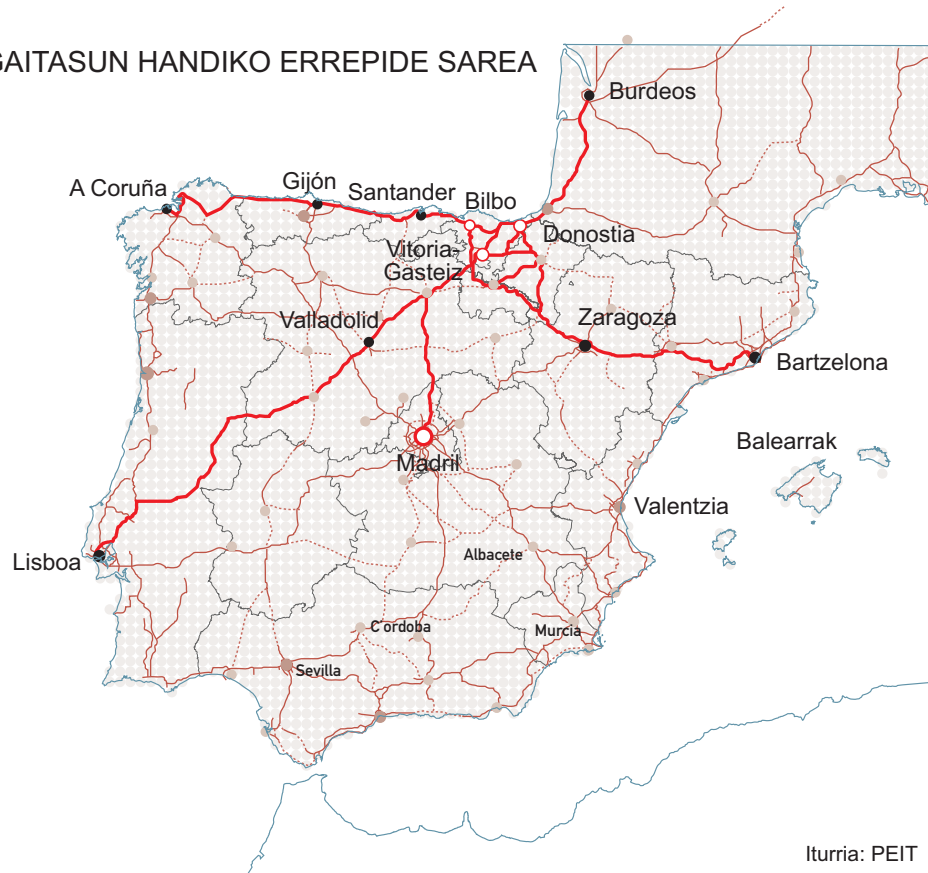 GAITASUN HANDIKO ERREPIDE SAREA
Burdeos
A Coruña
Gijón
Santander
Bilbo
Donostia
Vitoria-
Gasteiz
Valladolid
Zaragoza
Bartzelona
Madril
Balearrak
Valentzia
Lisboa
Albacete
C´ordoba
Murcia
Sevilla
Iturria: PEIT